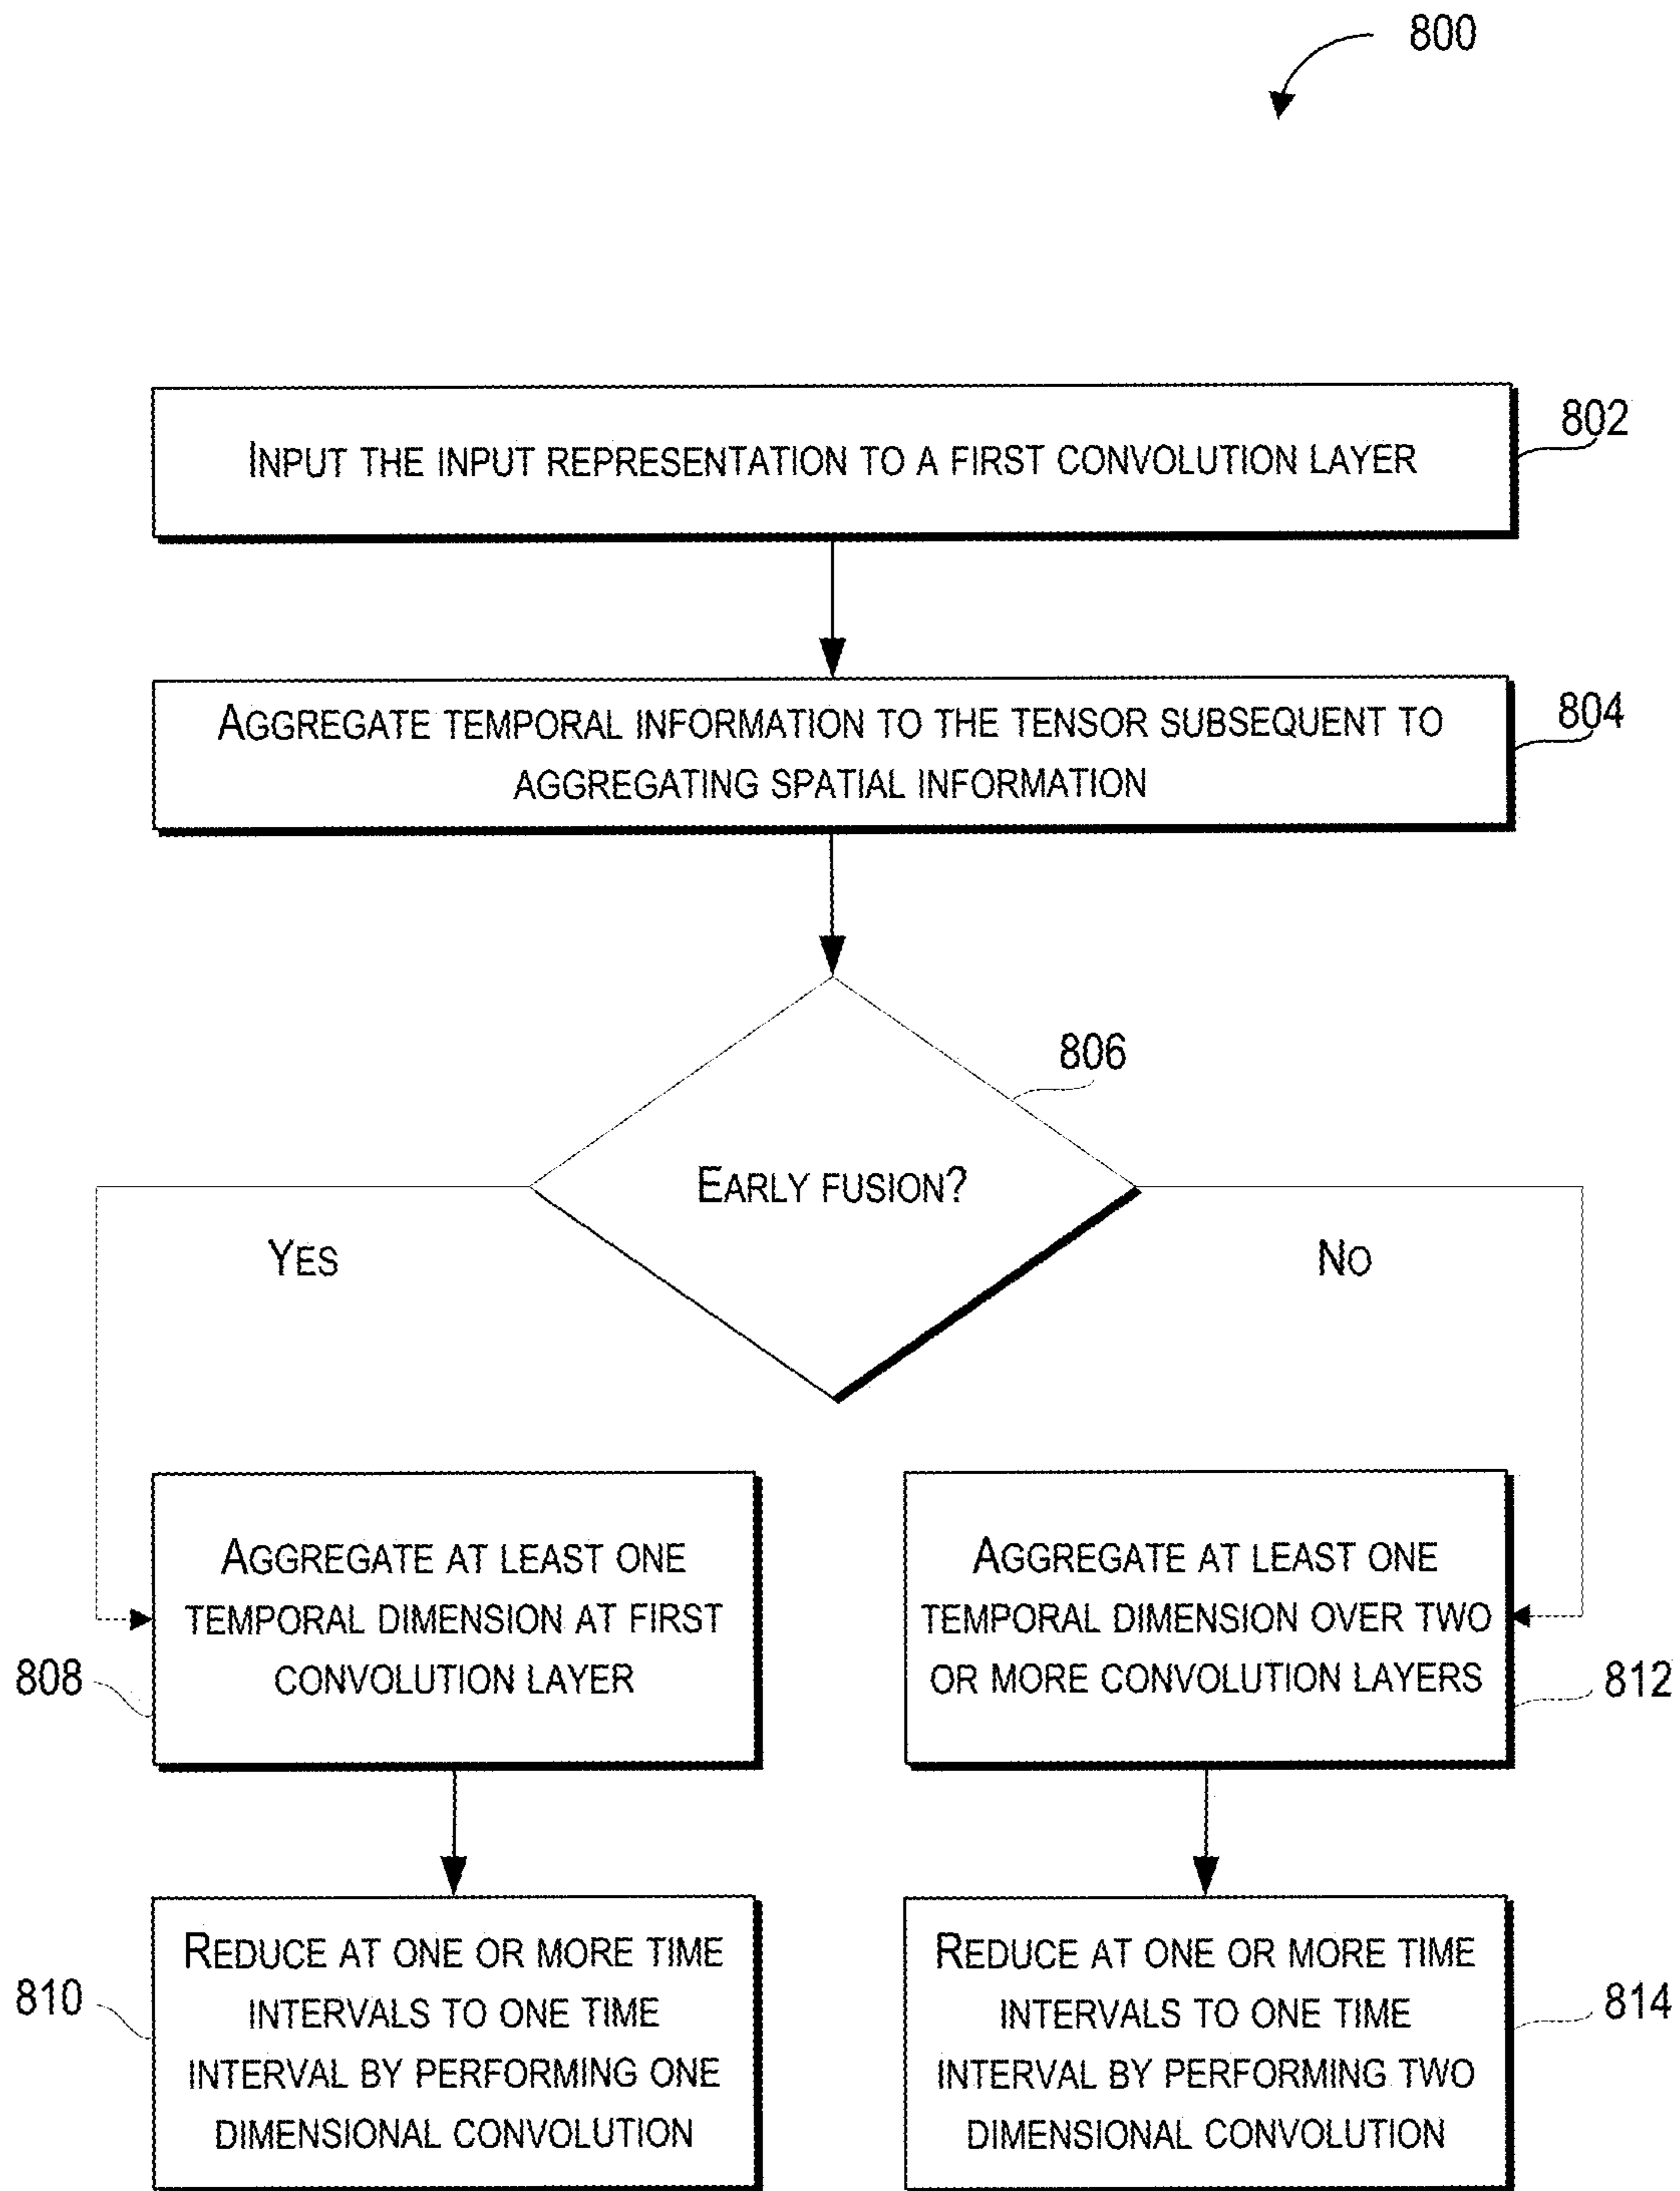 800
INPUT THE INPUT REPRESENTATION TO A FIRST CONVOLUTION LAYER
802
AGGREGATE TEMPORAL INFORMATION TO THE TENSOR SUBSEQUENT TO
AGGREGATING SPATIAL INFORMATION
804
806
EARLY FUSION?
YES
NO
AGGREGATE AT LEAST ONE
TEMPORAL DIMENSION AT FIRST
CONVOLUTION LAYER
808
AGGREGATE AT LEAST ONE
TEMPORAL DIMENSION OVER TWO
OR MORE CONVOLUTION LAYERS
812
REDUCE AT ONE OR MORE TIME
INTERVALS TO ONE TIME
INTERVAL BY PERFORMING ONE
DIMENSIONAL CONVOLUTION
810
REDUCE AT ONE OR MORE TIME
INTERVALS TO ONE TIME
INTERVAL BY PERFORMING TWO
DIMENSIONAL CONVOLUTION
814